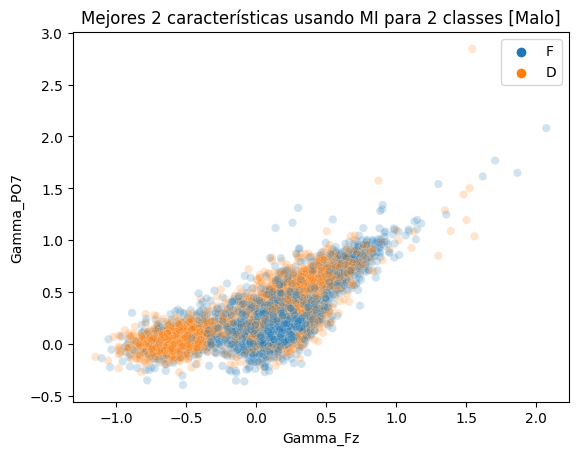 Mejores 2 características usando MI para 2 classes [Malo]
F
D
3.0
2.5
2.0
1.5
1.0
0.5
0.0
−0.5
Gamma_PO7
−1.0 −0.5 0.0 0.5 1.0 1.5 2.0
Gamma_Fz